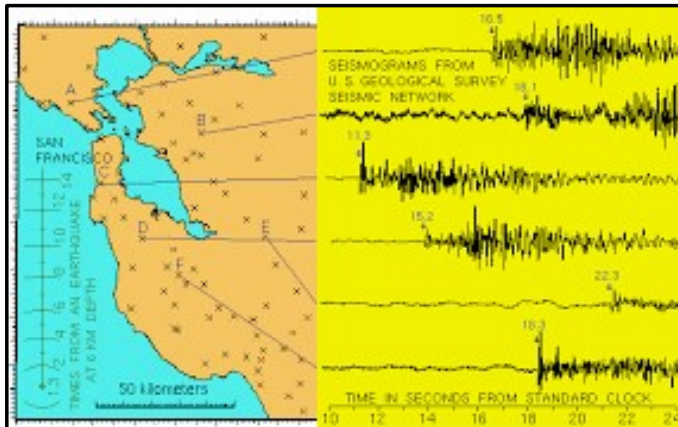 16.5
SEISMOGRAMS FROM
U.S. GEOLOGICAL SURVEY
SEISMIC NETWORK
18.1
11.3
15.2
22.3
18.3
TIME IN SECONDS FROM STANDARD CLOCK
10 12 14 16 18 20 22 24
A
B
SAN
FRANCISCO
C
D
E
F
14
12
10
8
6
4
2
1.3
TIMES FROM AN EARTHQUAKE
AT 6 KM DEPTH
50 kilometers